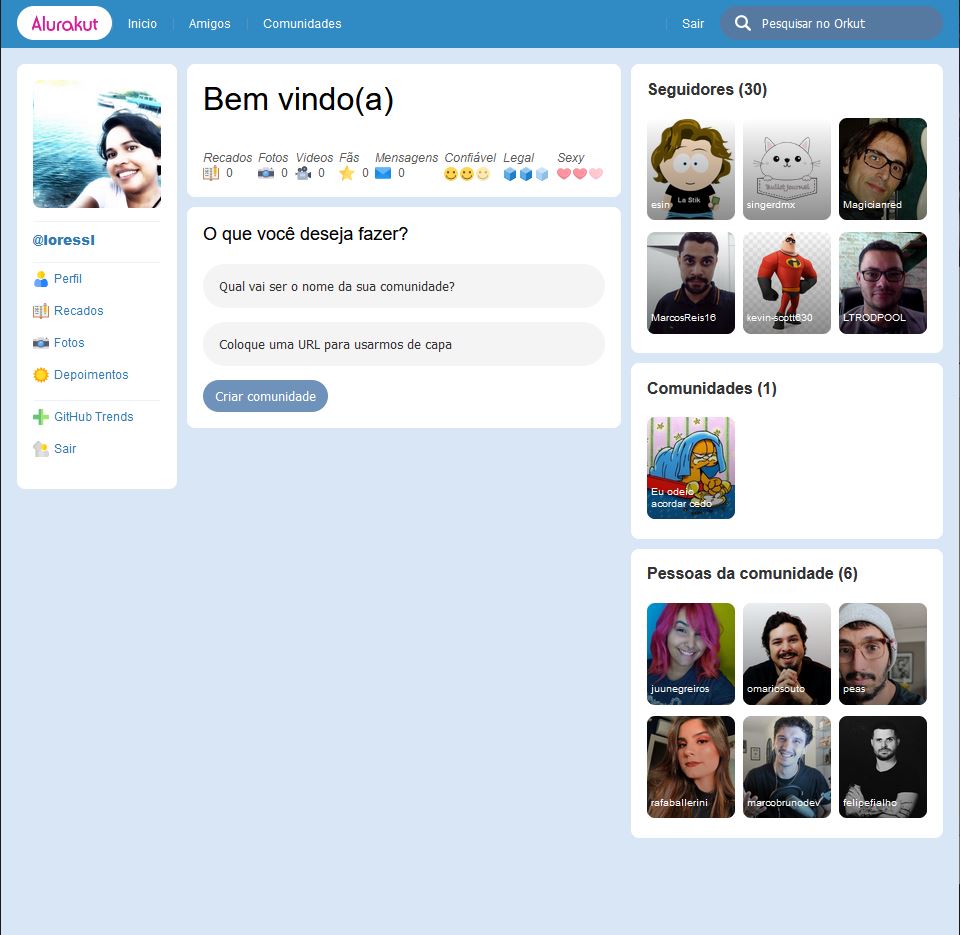 Alurakut
Inicio
Amigos
Comunidades
Sair
Pesquisar no Orkut
@loressl
Perfil
Recados
Fotos
Depoimentos
GitHub Trends
Sair
Bem vindo(a)
Recados Fotos Videos Fãs Mensagens Confiável Legal Sexy
0 0 0 0 0
O que você deseja fazer?
Qual vai ser o nome da sua comunidade?
Coloque uma URL para usarmos de capa
Criar comunidade
Seguidores (30)
La Stik
Bullet Journal
esin singerdmx Magicianred
MarcosReis16 kevin-scott630 LTRODPOOL
Comunidades (1)
Eu odeio
acordar cedo
Pessoas da comunidade (6)
juunegreiros omariosouto peas
rafaballerini marcobrunodev felipefialho